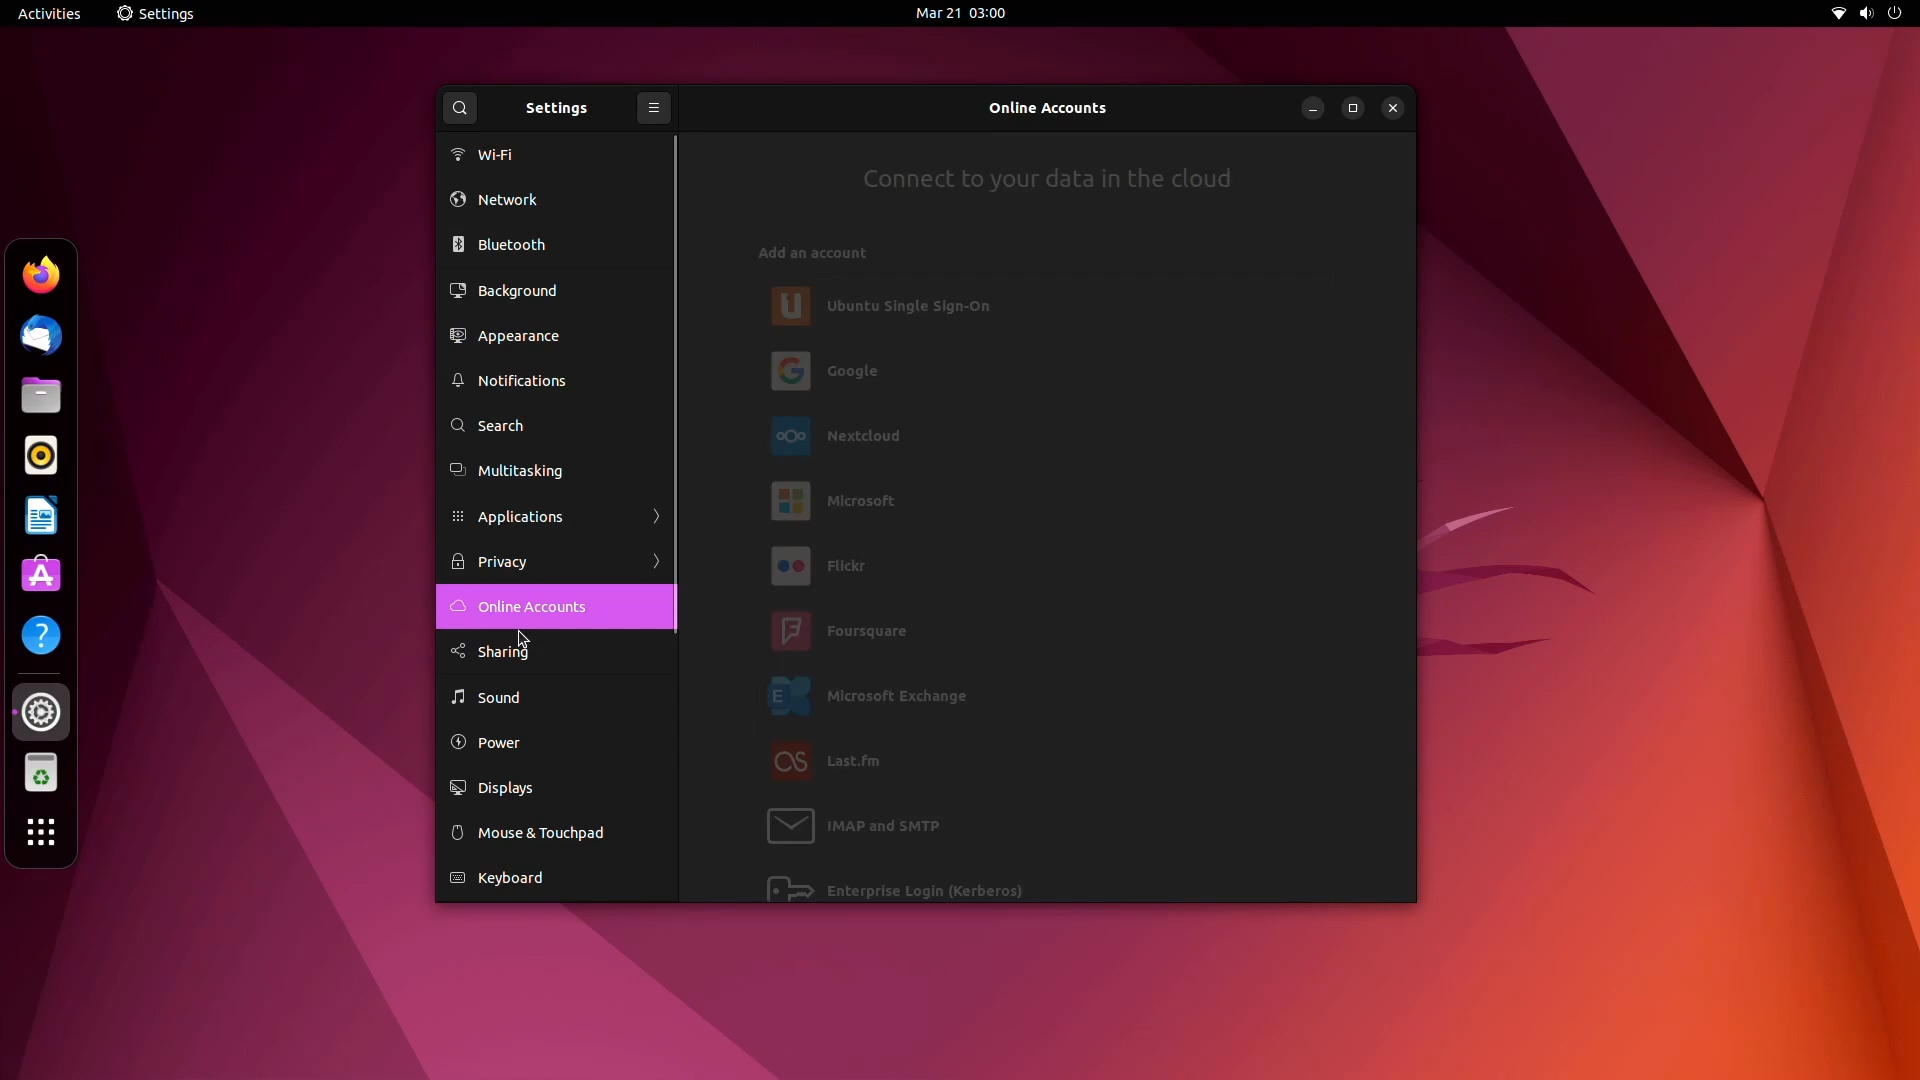 Activities
Settings
Mar 21 03:00
Settings
Online Accounts
Wi-Fi
Network
Bluetooth
Background
Appearance
Notifications
Search
Multitasking
Applications
Privacy
Online Accounts
Sharing
Sound
Power
Displays
Mouse & Touchpad
Keyboard
Connect to your data in the cloud
Add an account
Ubuntu Single Sign-On
Google
Nextcloud
Microsoft
Flickr
Foursquare
Microsoft Exchange
Last.fm
IMAP and SMTP
Enterprise Login (Kerberos)